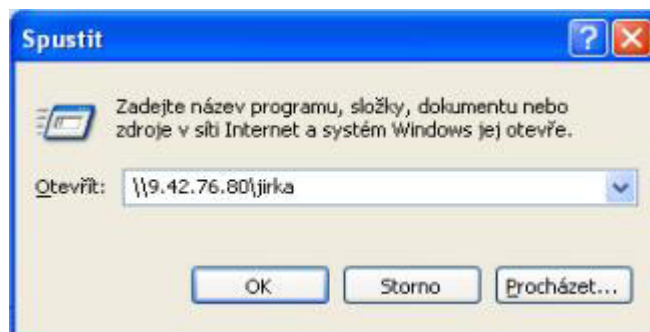 Spustit
Zadejte název programu, složky, dokumentu nebo
zdroje v síti Internet a systém Windows jej otevře.
Otevřít: \\9.42.76.80\jirka
OK Storno Procházet...